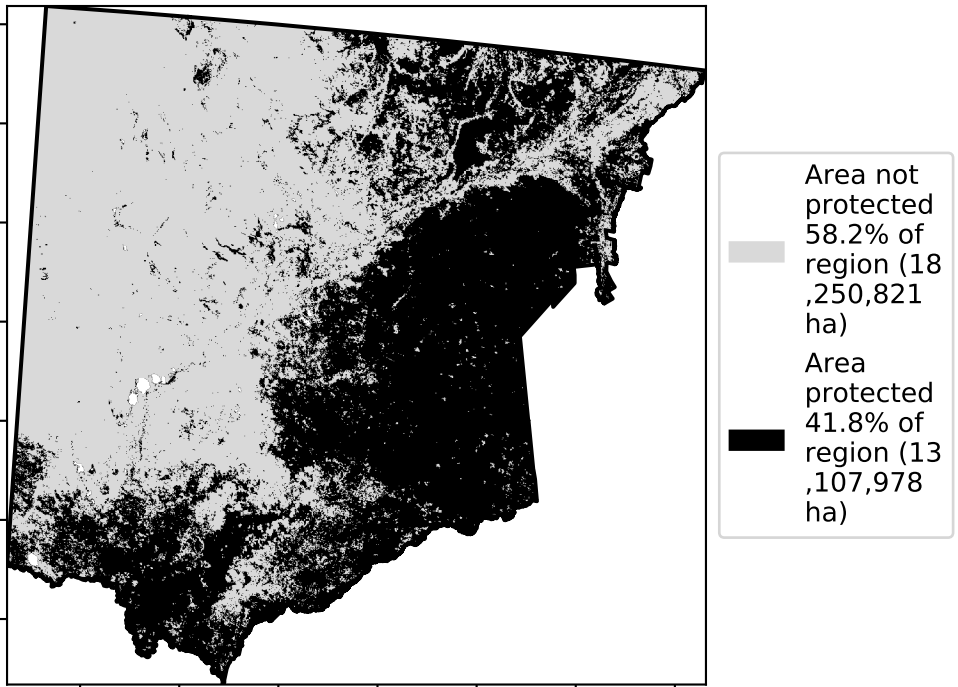 Area not
protected
58.2% of
region (18
,250,821
ha)
Area
protected
41.8% of
region (13
,107,978
ha)